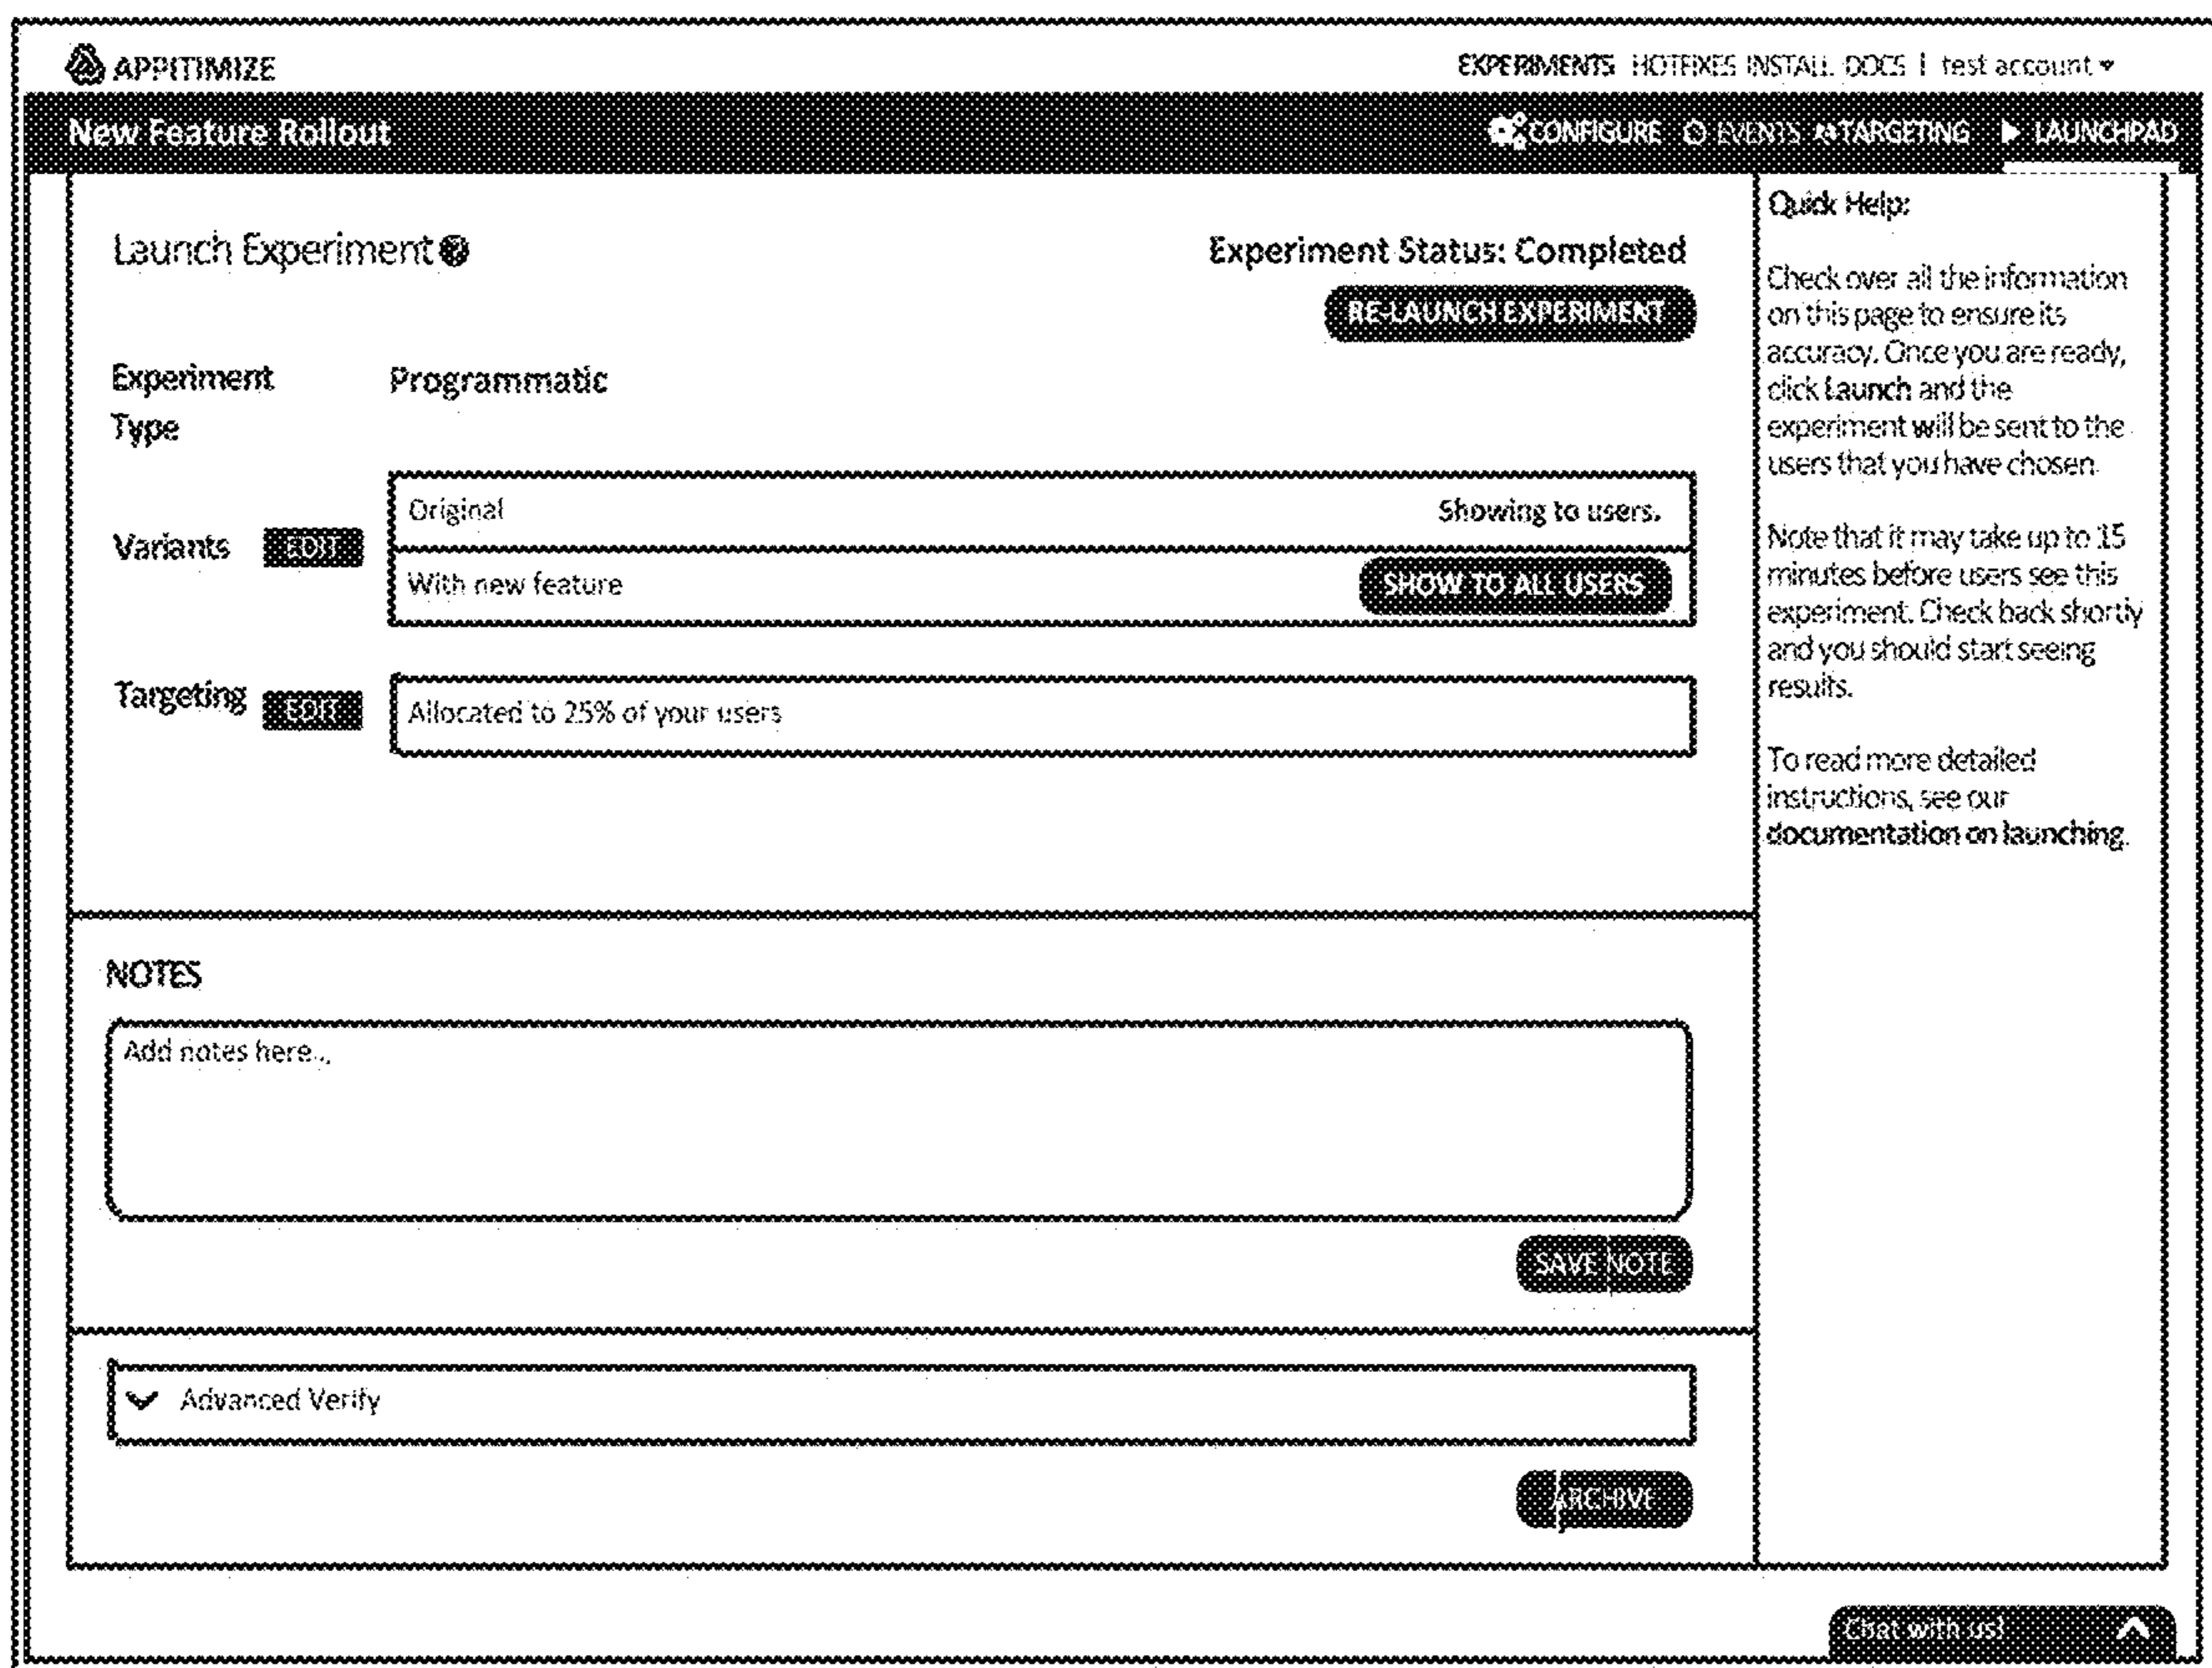 APPITIMIZE
EXPERIMENTS HOTFIXES INSTALL DOCS | test account
New Feature Rollout
CONFIGURE EVENTS TARGETING LAUNCHPAD
Launch Experiment ?
Experiment Status: Completed
RE-LAUNCH EXPERIMENT
Experiment
Type
Programmatic
Variants EDIT
Original Showing to users.
With new feature SHOW TO ALL USERS
Targeting EDIT
Allocated to 25% of your users
NOTES
Add notes here...
SAVE NOTE
Advanced Verify
ARCHIVE
Quick Help:
Check over all the information
on this page to ensure its
accuracy. Once you are ready,
click Launch and the
experiment will be sent to the
users that you have chosen.
Note that it may take up to 15
minutes before users see this
experiment. Check back shortly
and you should start seeing
results.
To read more detailed
instructions, see our
documentation on launching.
Chat with us!